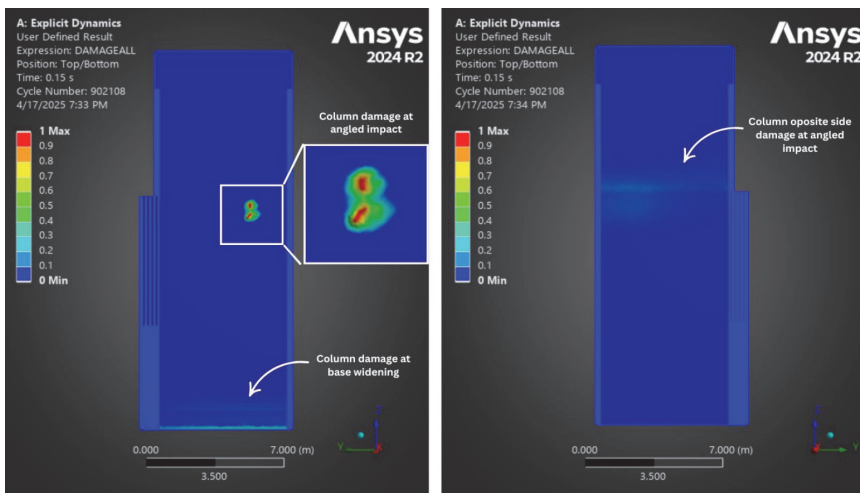 A: Explicit Dynamics
User Defined Result
Expression: DAMAGEALL
Position: Top/Bottom
Time: 0.15 s
Cycle Number: 902108
4/17/2025 7:33 PM
Ansys
2024 R2
1 Max
0.9
0.8
0.7
0.6
0.5
0.4
0.3
0.2
0.1
0 Min
Column damage at
angled impact
Column damage at
base widening
0.000
7.000 (m)
3.500
Z
Y
X
A: Explicit Dynamics
User Defined Result
Expression: DAMAGEALL
Position: Top/Bottom
Time: 0.15 s
Cycle Number: 902108
4/17/2025 7:34 PM
Ansys
2024 R2
1 Max
0.9
0.8
0.7
0.6
0.5
0.4
0.3
0.2
0.1
0 Min
Column oposite side
damage at angled
impact
0.000
7.000 (m)
3.500
Z
X
Y